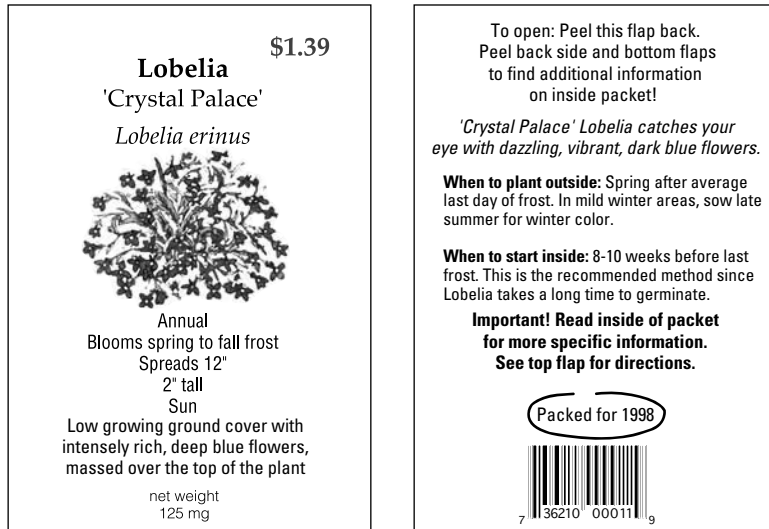 $1.39
Lobelia
'Crystal Palace'
Lobelia erinus
Annual
Blooms spring to fall frost
Spreads 12"
2" tall
Sun
Low growing ground cover with
intensely rich, deep blue flowers,
massed over the top of the plant
net weight
125 mg
To open: Peel this flap back.
Peel back side and bottom flaps
to find additional information
on inside packet!
'Crystal Palace' Lobelia catches your
eye with dazzling, vibrant, dark blue flowers.
When to plant outside: Spring after average
last day of frost. In mild winter areas, sow late
summer for winter color.
When to start inside: 8-10 weeks before last
frost. This is the recommended method since
Lobelia takes a long time to germinate.
Important! Read inside of packet
for more specific information.
See top flap for directions.
Packed for 1998
7 36210 00011 9